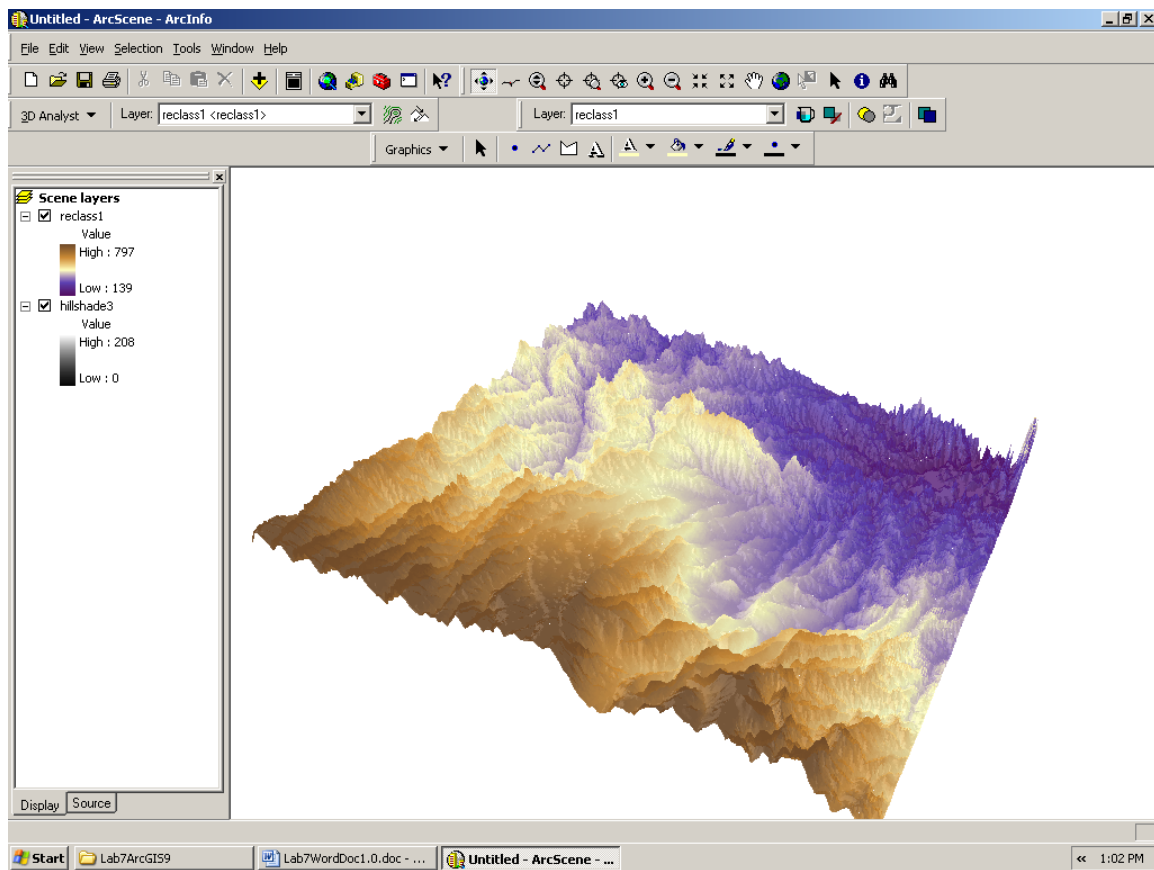 Untitled - ArcScene - ArcInfo
File Edit View Selection Tools Window Help
3D Analyst Layer: reclass1 <reclass1> Layer: reclass1
Graphics
Scene layers
reclass1
Value
High : 797
Low : 139
hillshade3
Value
High : 208
Low : 0
Display Source
Start Lab7ArcGIS9 Lab7WordDoc1.0.doc - ... Untitled - ArcScene - ... « 1:02 PM